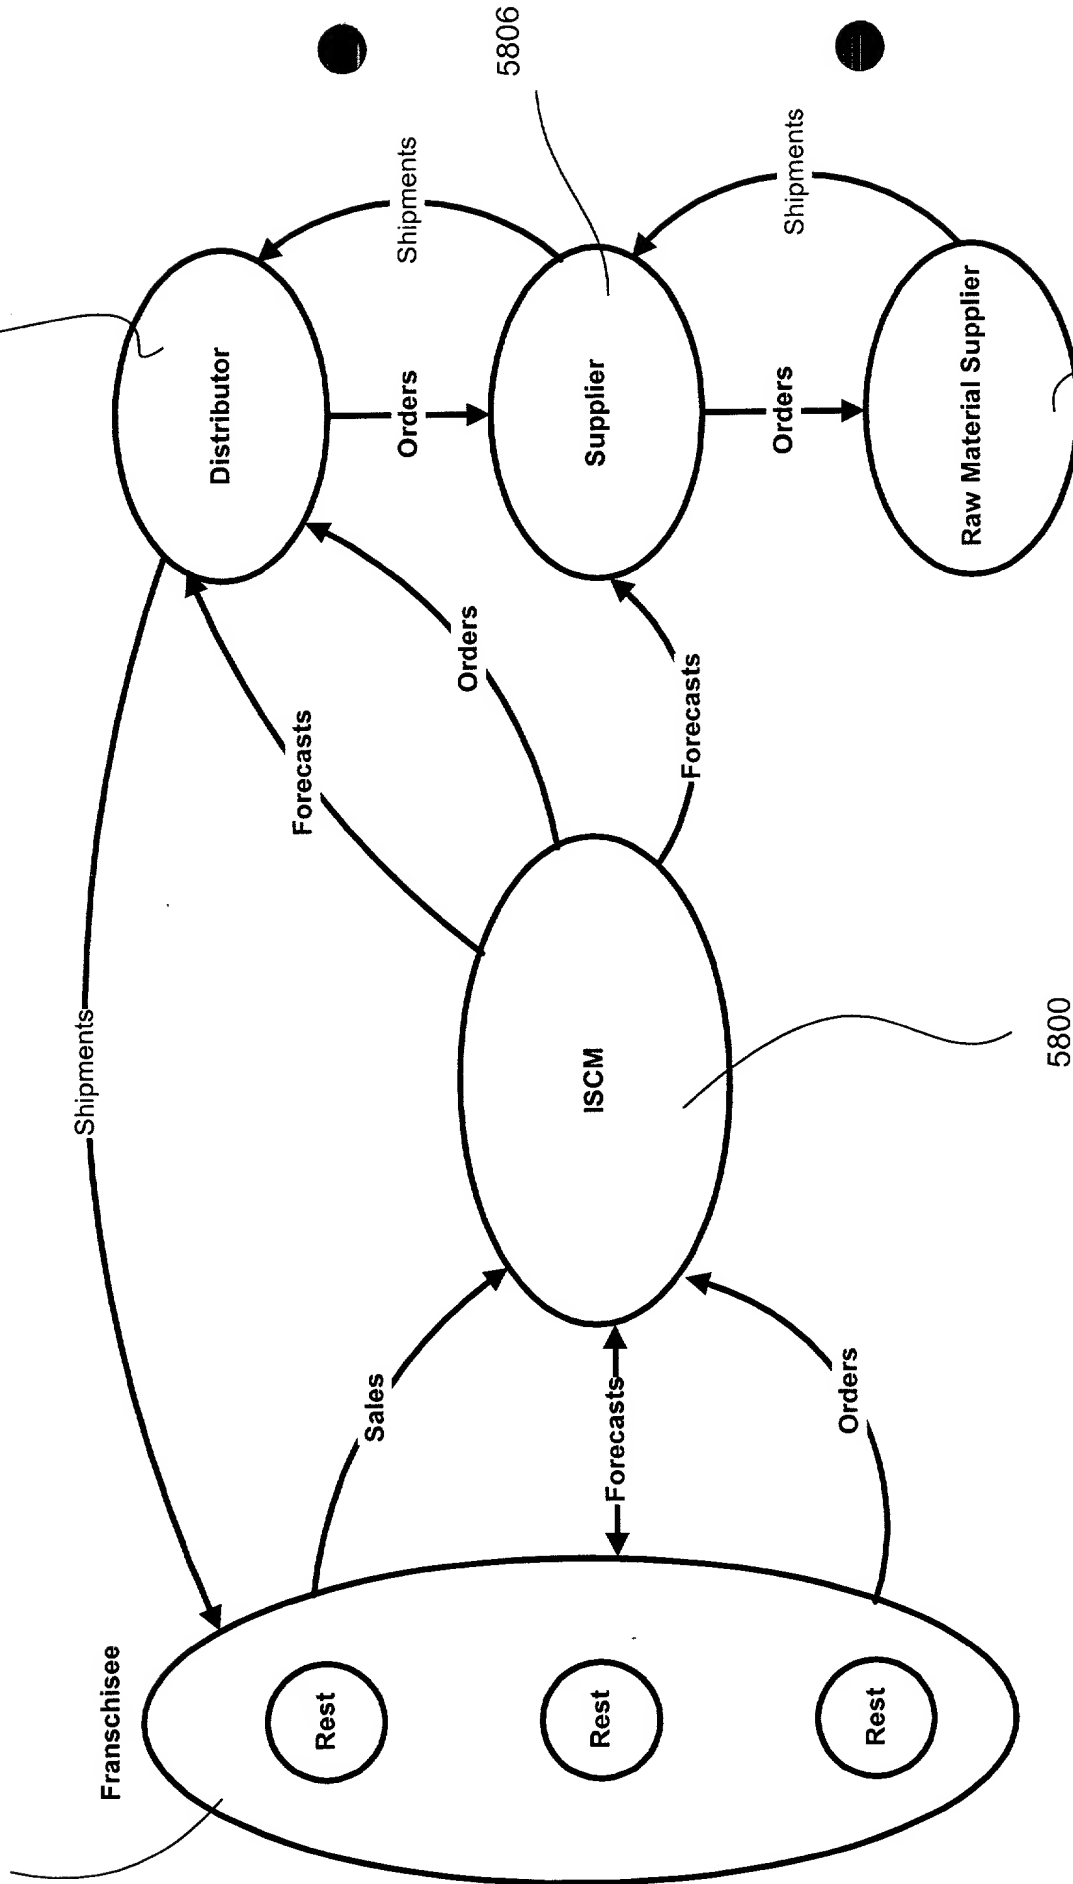 Franschisee
Rest
Rest
Rest
Shipments
Sales
Forecasts
Orders
ISCM
5800
Forecasts
Orders
Forecasts
Distributor
Orders
Shipments
Supplier
5806
Orders
Shipments
Raw Material Supplier